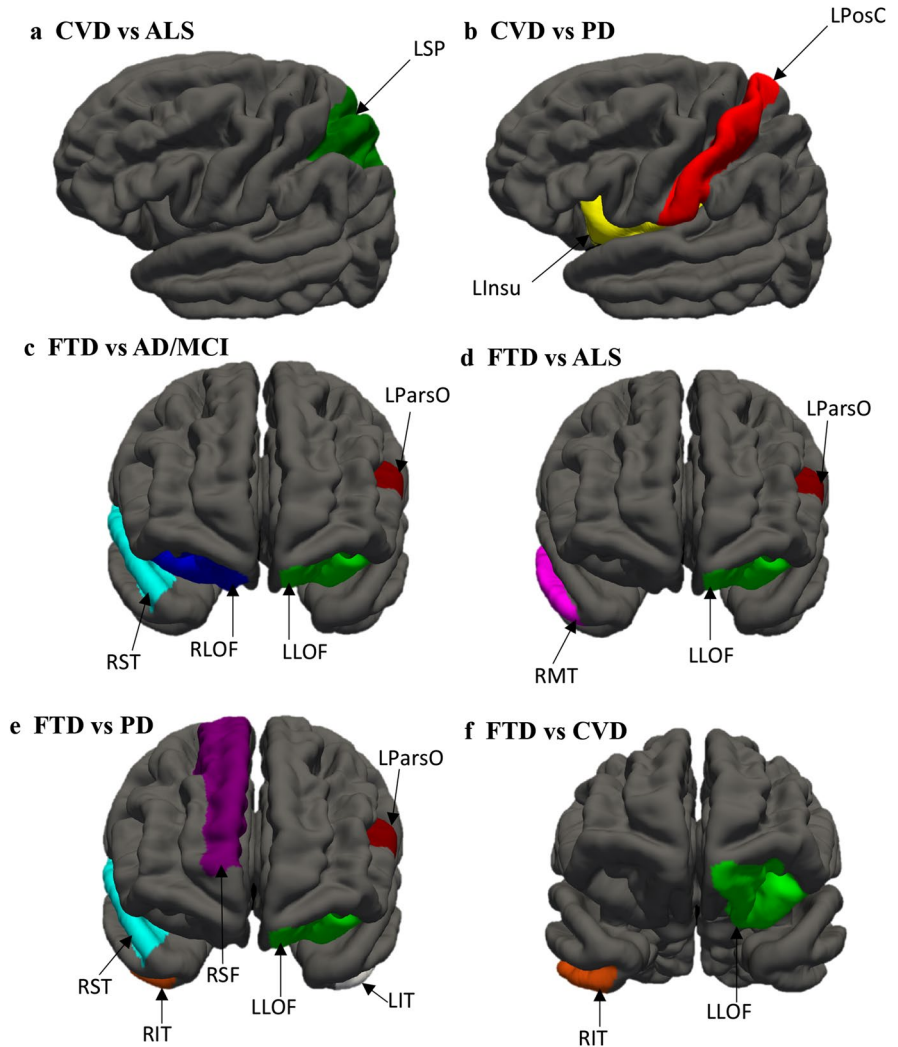 a CVD vs ALS
LSP
b CVD vs PD
LPosC
LInsu
c FTD vs AD/MCI
LParsO
RST
RLOF
LLOF
d FTD vs ALS
LParsO
RMT
LLOF
e FTD vs PD
LParsO
RST
RSF
LLOF
LIT
RIT
f FTD vs CVD
LLOF
RIT